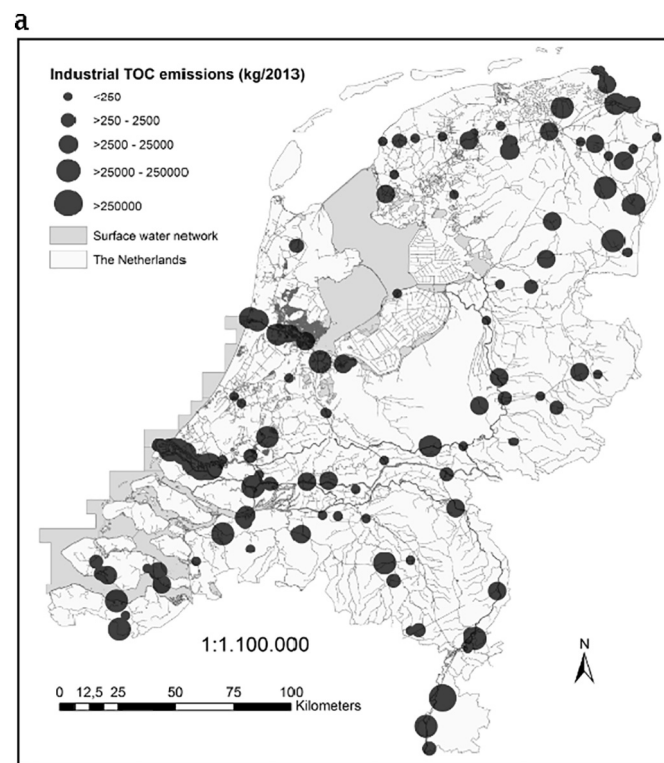 a
Industrial TOC emissions (kg/2013)
<250
>250 - 2500
>2500 - 25000
>25000 - 250000
>250000
Surface water network
The Netherlands
1:1.100.000
N
0 12,5 25 50 75 100
Kilometers